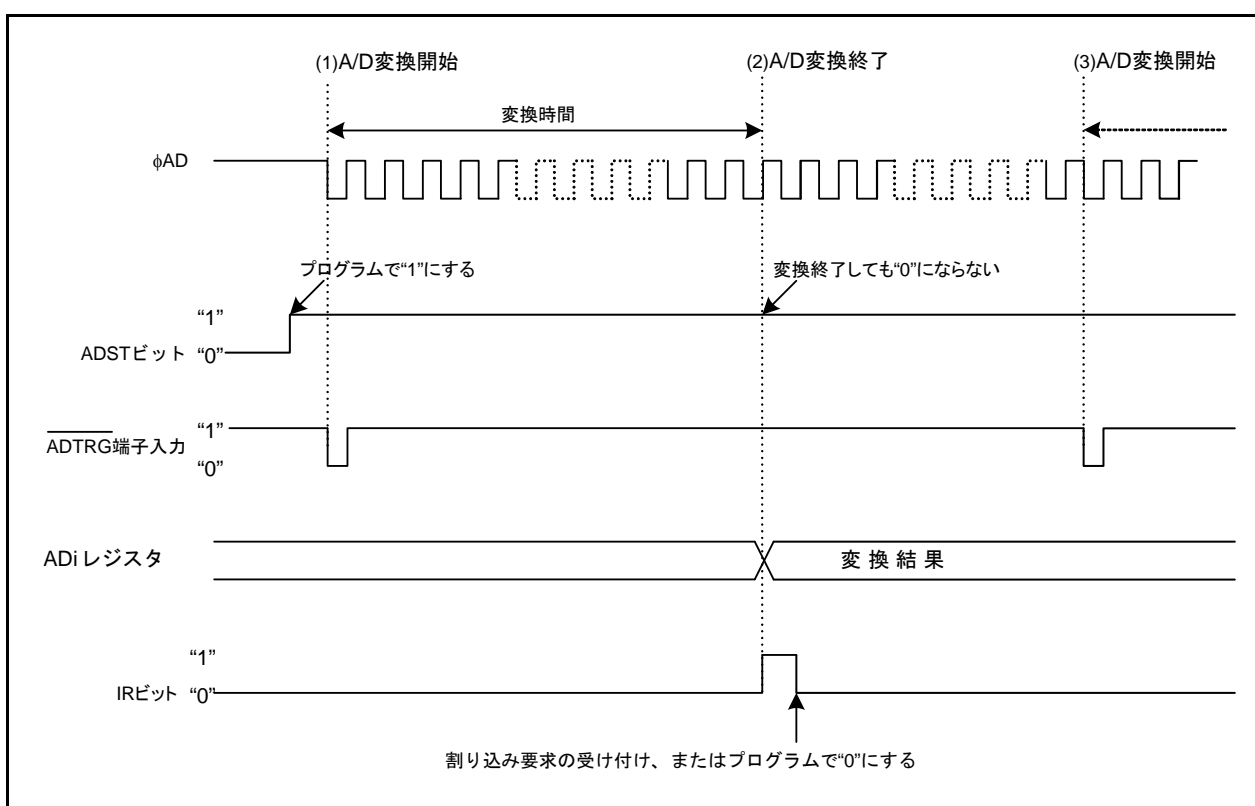 (1)A/D変換開始
(2)A/D変換終了
(3)A/D変換開始
変換時間
φAD
プログラムで“1”にする
変換終了しても“0”にならない
“1”
ADSTビット “0”
“1”
ADTRG端子入力
“0”
ADiレジスタ
変換結果
“1”
IRビット “0”
割り込み要求の受け付け、またはプログラムで“0”にする